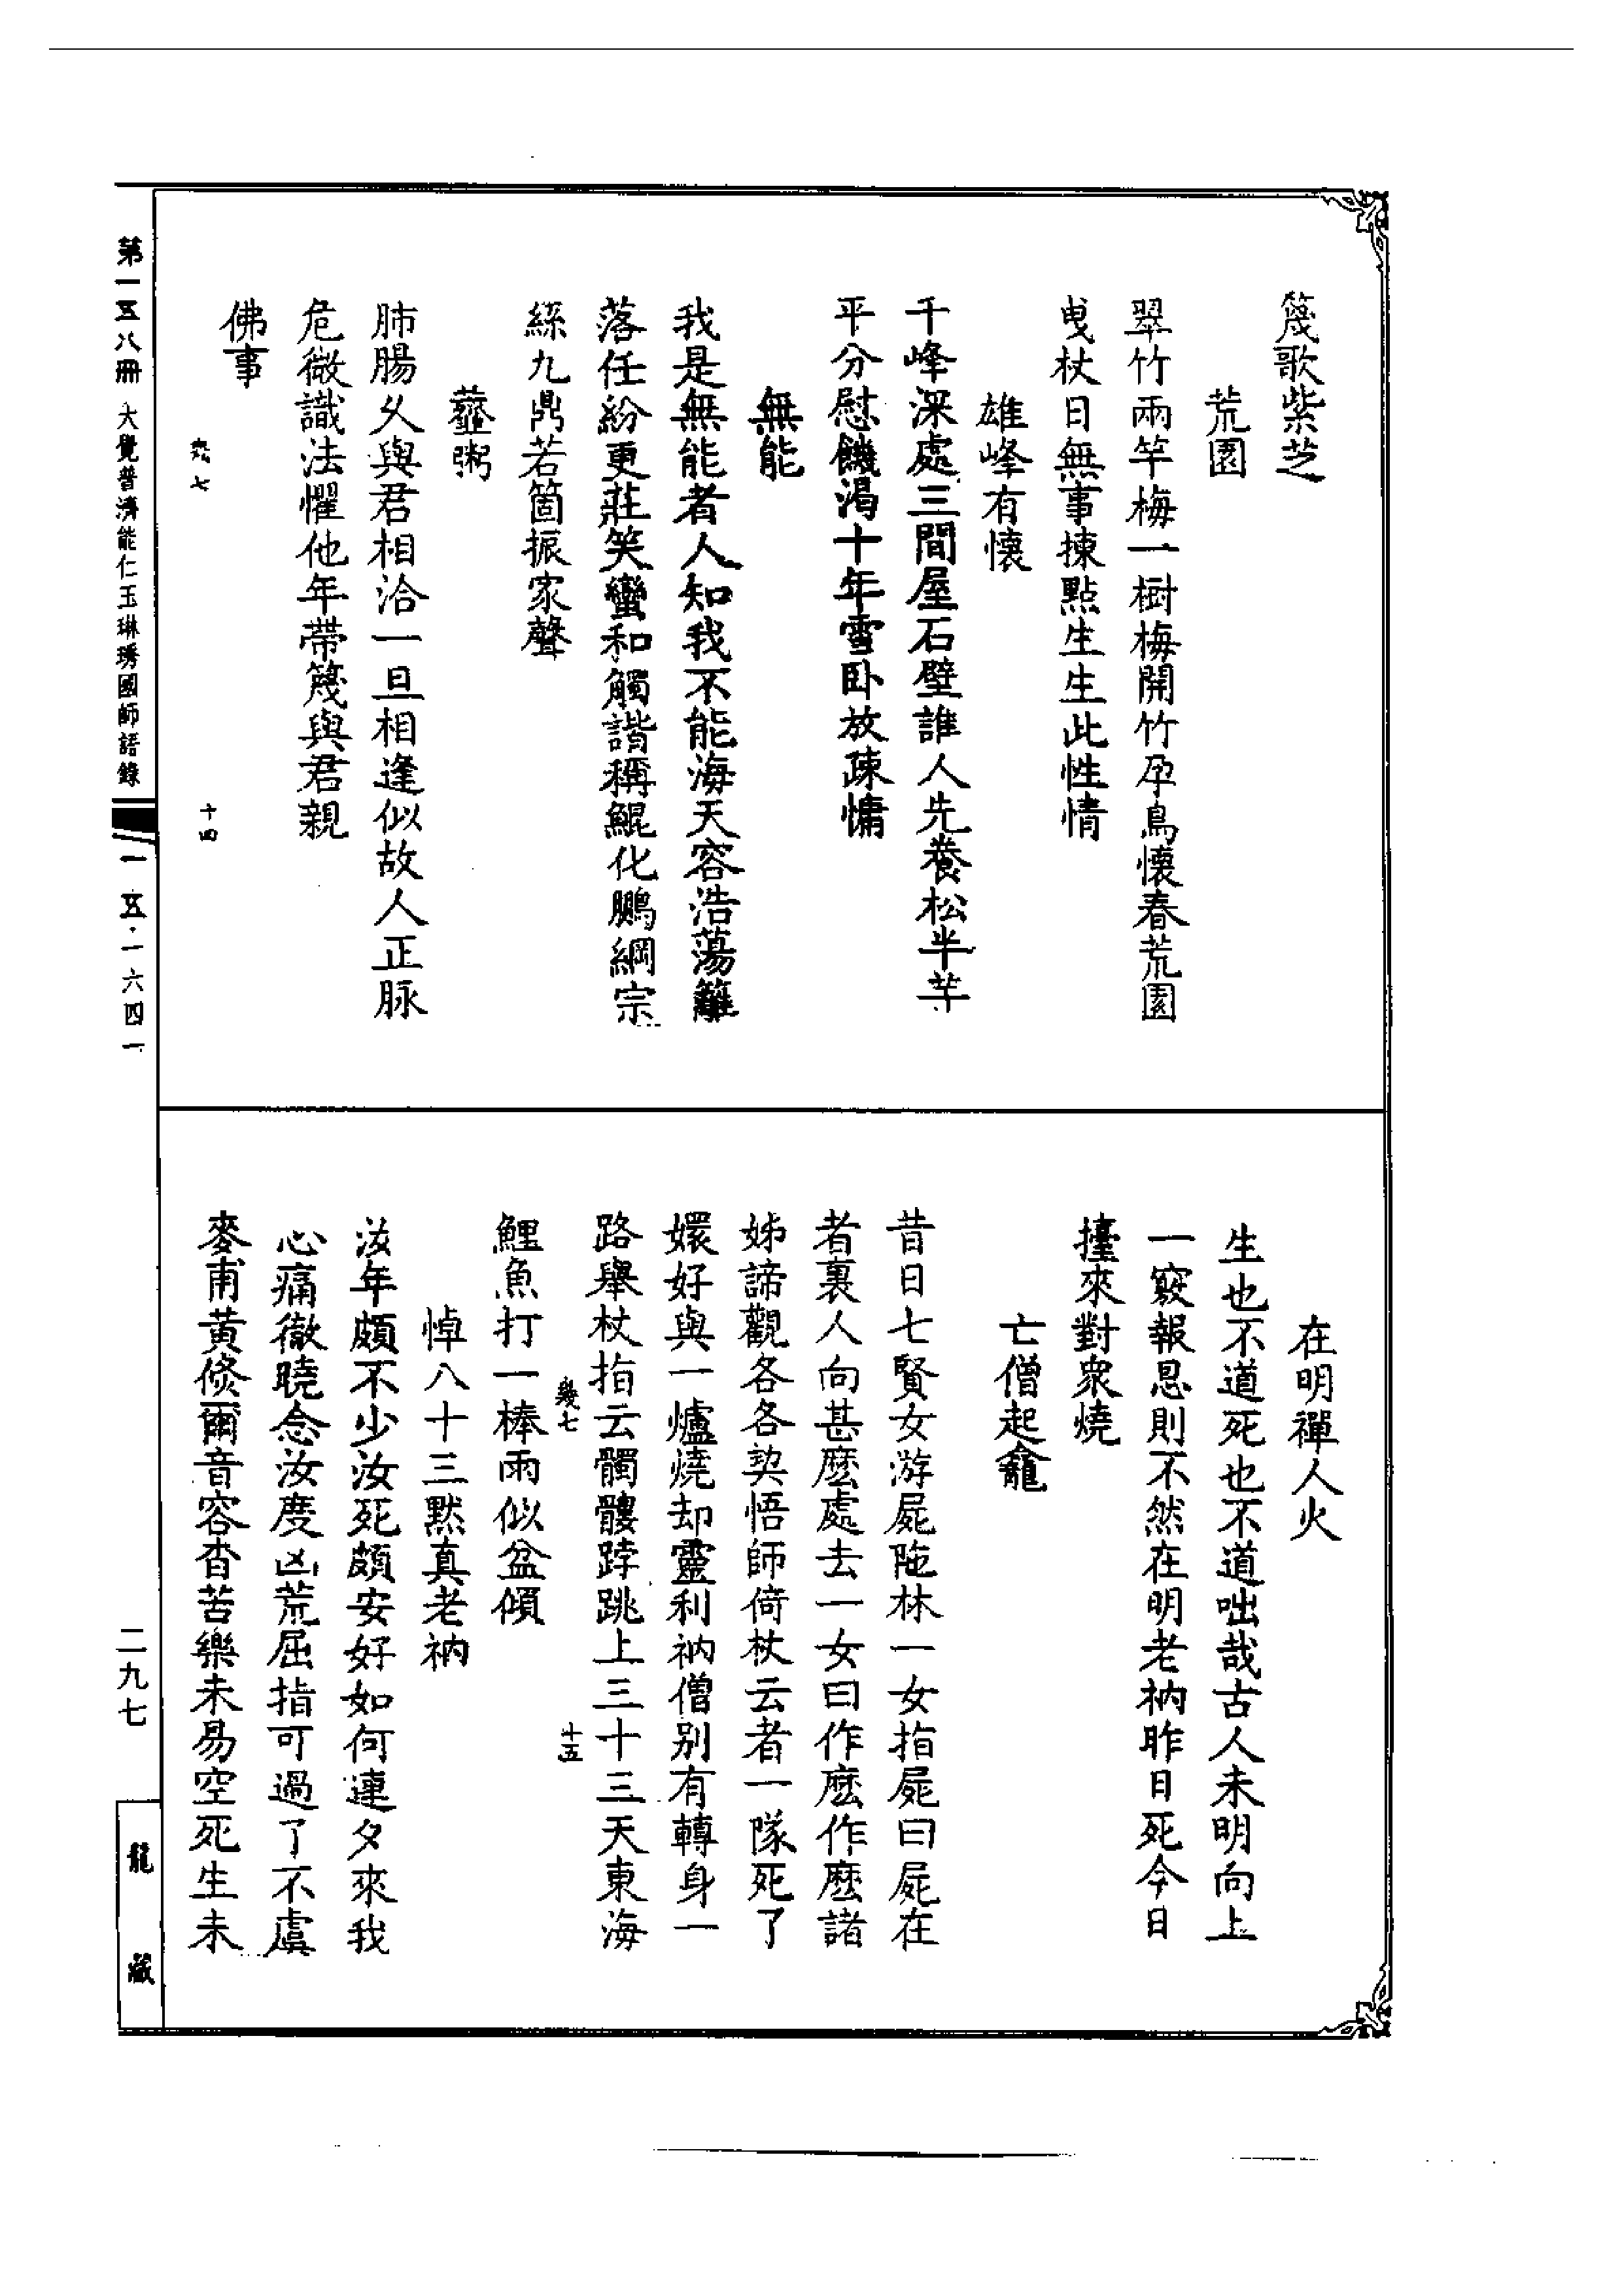 篾歌紫芝
荒園
翠竹兩竿梅一樹梅開竹孕鳥懷春荒園
曳杖日無事揀點生生此性情
雄峰有懷
千峰深處三間屋石壁誰人先養松半芊
平分慰饑渴十年雪卧放疎慵
無能
我是無能者人知我不能海天容浩蕩籬
落任紛更莊笑蠻和觸諧稱鯤化鵬綱宗
絲九鼎若箇振家聲
虀粥
肺腸乆與君相洽一旦相逢似故人正脉
危微識法懼他年帶篾與君親
佛事
七
十四
在明禪人火
生也不道死也不道咄哉古人未明向上
一竅報恩則不然在明老衲昨日死今日
擡來對衆燒
亡僧起龕
昔日七賢女游屍陁林一女指屍曰屍在
者裏人向甚麽處去一女曰作麽作麽諸
姊諦觀各各契悟師倚杖云者一隊死了
嬛好與一爐燒却靈利衲僧别有轉身一
路舉杖指云髑髏跨跳上三十三天東海
幾七
十五
鯉魚打一棒雨似盆傾
悼八十三黙真老衲
汝年頗不少汝死頗安好如何連夕來我
心痛徹曉念汝度凶荒屈指可過了不虞
麥甫黄倐爾音容杳苦樂未易空死生未
第一五八冊
大覺普濟能仁玉琳琇國師語錄
一五·一六四一
二九七
龍藏